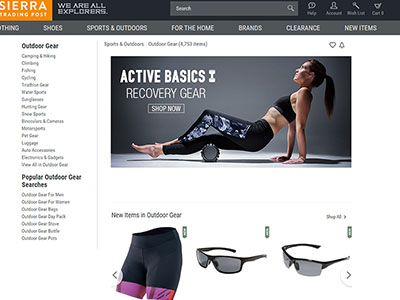 SIERRA
TRADING POST
WE ARE ALL
EXPLORERS.
Search
Help
Account
Wish List
Cart 0
OTHING
SHOES
SPORTS & OUTDOORS
FOR THE HOME
BRANDS
CLEARANCE
NEW ITEMS
Outdoor Gear
Camping & Hiking
Climbing
Fishing
Cycling
Triathlon Gear
Water Sports
Sunglasses
Hunting Gear
Snow Sports
Binoculars & Cameras
Motorsports
Pet Gear
Luggage
Auto Accessories
Electronics & Gadgets
View All in Outdoor Gear
Popular Outdoor Gear
Searches
Outdoor Gear For Men
Outdoor Gear For Women
Outdoor Gear Bags
Outdoor Gear Day Pack
Outdoor Gear Stove
Outdoor Gear Bottle
Outdoor Gear Pots
Sports & Outdoors
Outdoor Gear (4,753 items)
ACTIVE BASICS
RECOVERY GEAR
SHOP NOW
New Items in Outdoor Gear
Shop All >